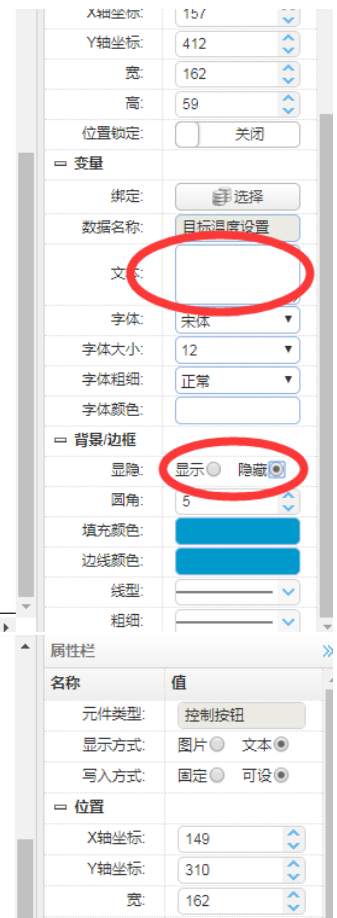 X轴坐标: 157
Y轴坐标: 412
宽: 162
高: 59
位置锁定: 关闭
变量
绑定: 选择
数据名称: 目标温度设置
文本:
字体: 宋体
字体大小: 12
字体粗细: 正常
字体颜色:
背景/边框
显隐: 显示 隐藏
圆角: 5
填充颜色:
边线颜色:
线型:
粗细:
属性栏
名称 值
元件类型: 控制按钮
显示方式: 图片 文本
写入方式: 固定 可设
位置
X轴坐标: 149
Y轴坐标: 310
宽: 162